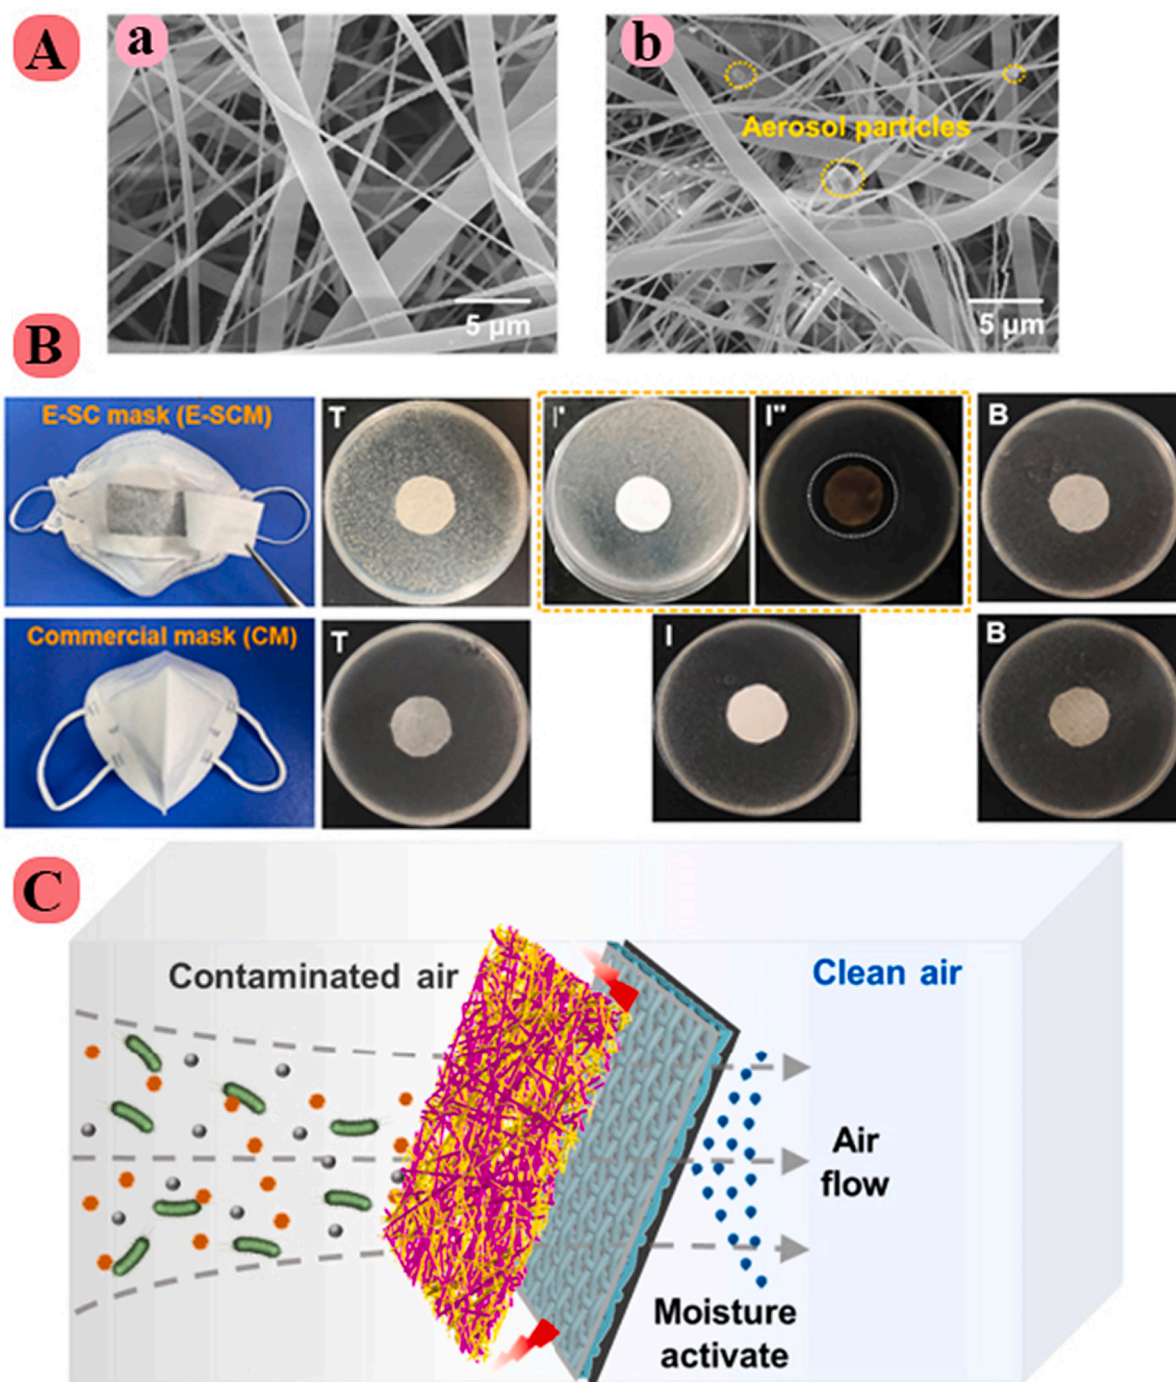 A
a
b
Aerosol particles
5 μm
5 μm
B
E-SC mask (E-SCM)
T
I'
I"
B
Commercial mask (CM)
T
I
B
C
Contaminated air
Clean air
Air
flow
Moisture
activate